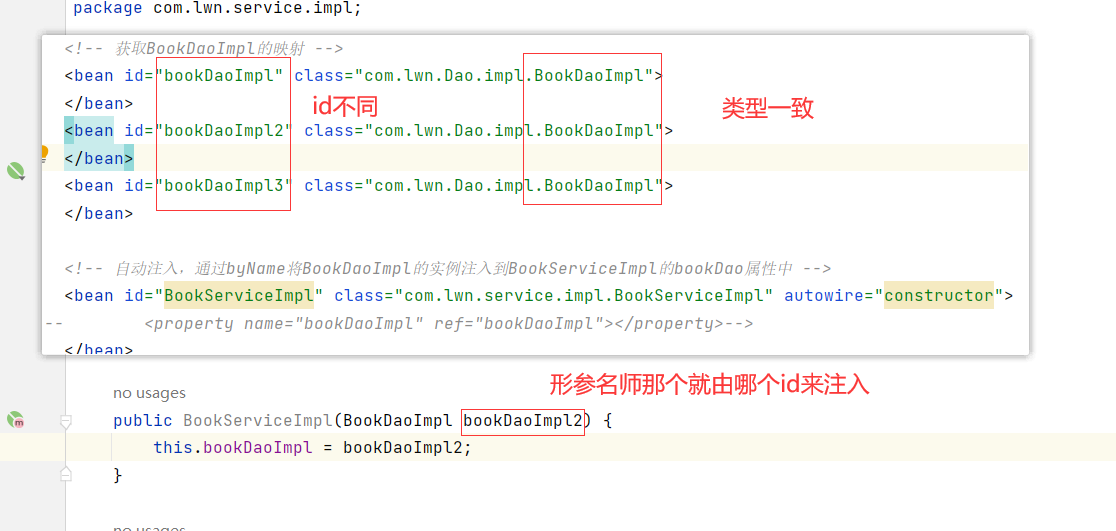 package com.lwn.service.impl;
<!-- 获取BookDaoImpl的映射 -->
<bean id="bookDaoImpl" class="com.lwn.Dao.impl.BookDaoImpl">
</bean>
id不同
类型一致
<bean id="bookDaoImpl2" class="com.lwn.Dao.impl.BookDaoImpl">
</bean>
<bean id="bookDaoImpl3" class="com.lwn.Dao.impl.BookDaoImpl">
</bean>
<!-- 自动注入，通过byName将BookDaoImpl的实例注入到BookServiceImpl的bookDao属性中 -->
<bean id="BookServiceImpl" class="com.lwn.service.impl.BookServiceImpl" autowire="constructor">
-- <property name="bookDaoImpl" ref="bookDaoImpl"></property>-->
</bean>
形参名师那个就由哪个id来注入
no usages
public BookServiceImpl(BookDaoImpl bookDaoImpl2) {
this.bookDaoImpl = bookDaoImpl2;
}
no usages